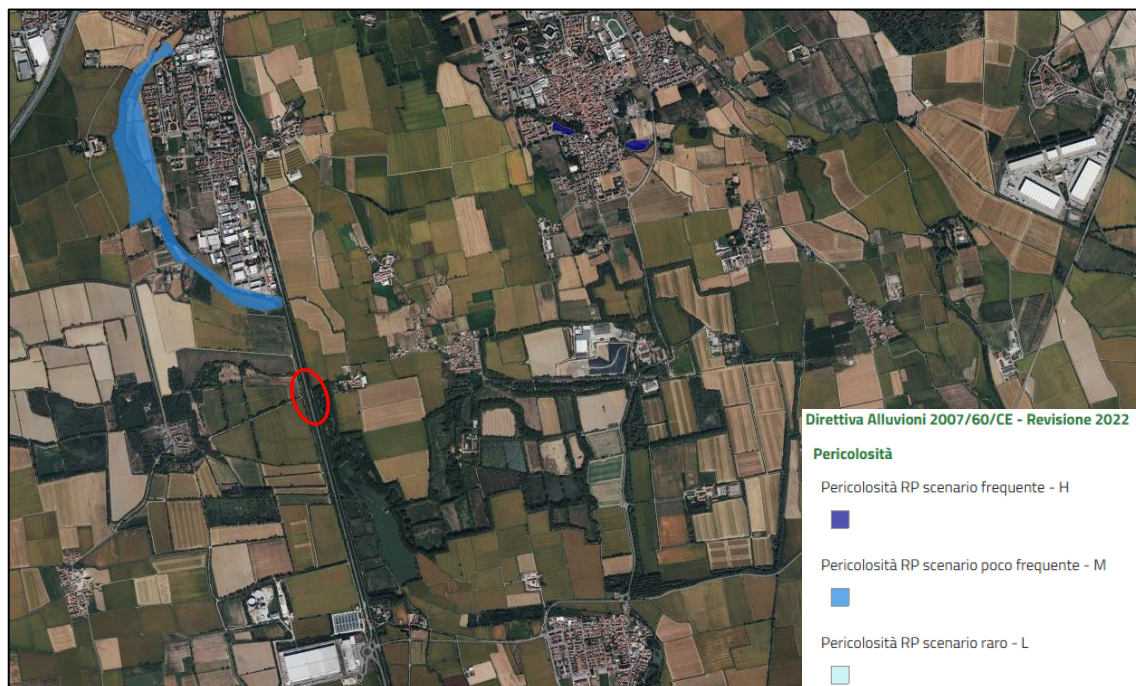 Direttiva Alluvioni 2007/60/CE - Revisione 2022
Pericolosità
Pericolosità RP scenario frequente - H
Pericolosità RP scenario poco frequente - M
Pericolosità RP scenario raro - L